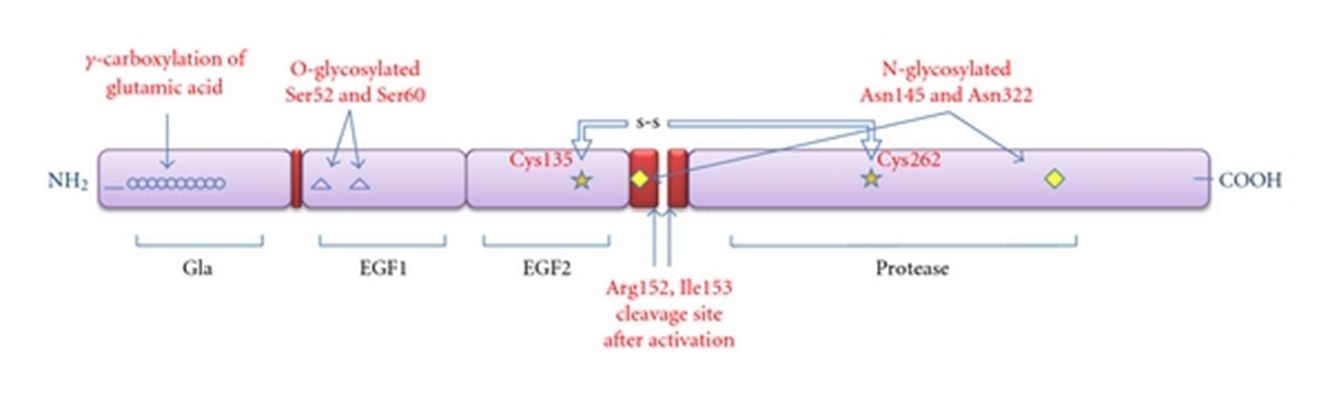 γ-carboxylation of
glutamic acid
O-glycosylated
Ser52 and Ser60
N-glycosylated
Asn145 and Asn322
s-s
Cys135
Cys262
NH2
COOH
Gla
EGF1
EGF2
Protease
Arg152, Ile153
cleavage site
after activation